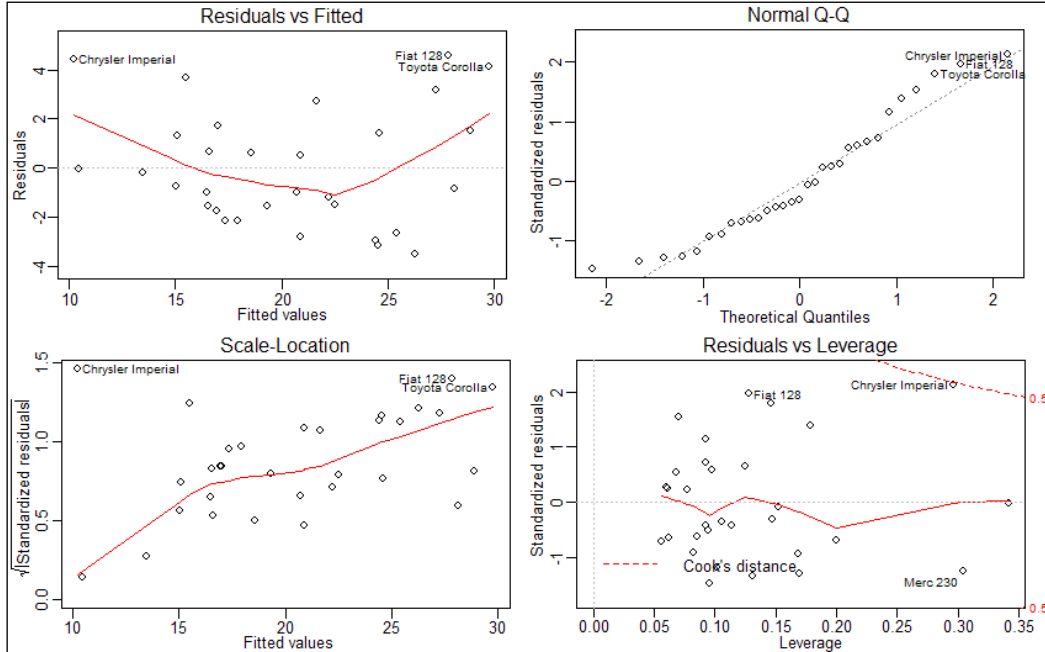 Residuals vs Fitted
Residuals
4
2
0
-2
-4
Chrysler Imperial
Fiat 128
Toyota Corolla
10
15
20
25
30
Fitted values
Normal Q-Q
Standardized residuals
2
1
0
-1
Chrysler Imperial
Fiat 128
Toyota Corolla
-2
-1
0
1
2
Theoretical Quantiles
Scale-Location
√|Standardized residuals|
1.5
1.0
0.5
0.0
Chrysler Imperial
Fiat 128
Toyota Corolla
10
15
20
25
30
Fitted values
Residuals vs Leverage
Standardized residuals
2
1
0
-1
Fiat 128
Chrysler Imperial
0.5
Cook's distance
Merc 230
0.5
0.00
0.05
0.10
0.15
0.20
0.25
0.30
0.35
Leverage